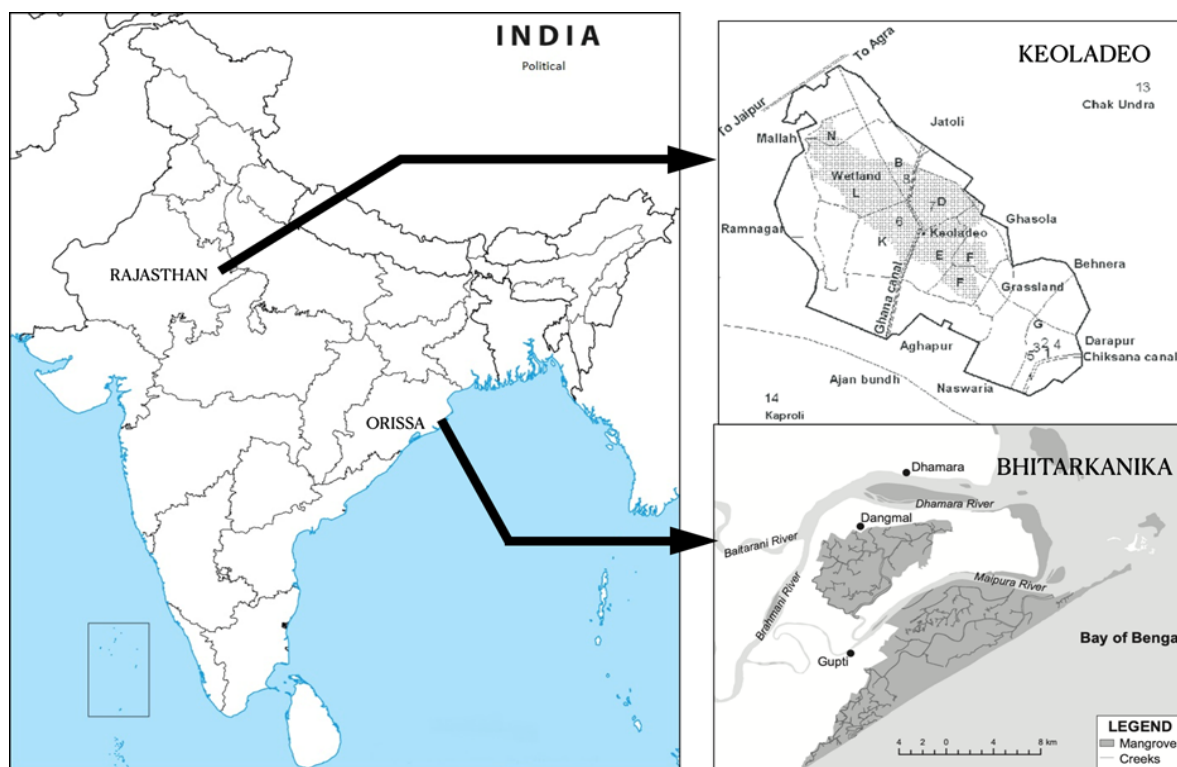 INDIA
Political
RAJASTHAN
ORISSA
KEOLADEO
To Agra
To Jaipur
13
Chak Undra
Mallah
Jatoli
N
B
8
Wetland
L
7
D
Ghasola
Ramnagar
6
Keoladeo
K
E
F
Behnera
F
Grassland
Ghana canal
G
Darapur
2 4
5 3 1
Chiksana canal
Aghapur
Ajan bundh
Naswaria
14
Kaproli
BHITARKANIKA
Dhamara
Dhamara River
Dangmal
Baitarani River
Maipura River
Brahmani River
Gupti
Bay of Benga
LEGEND
Mangrove
Creeks
4 2 0 4 8 km